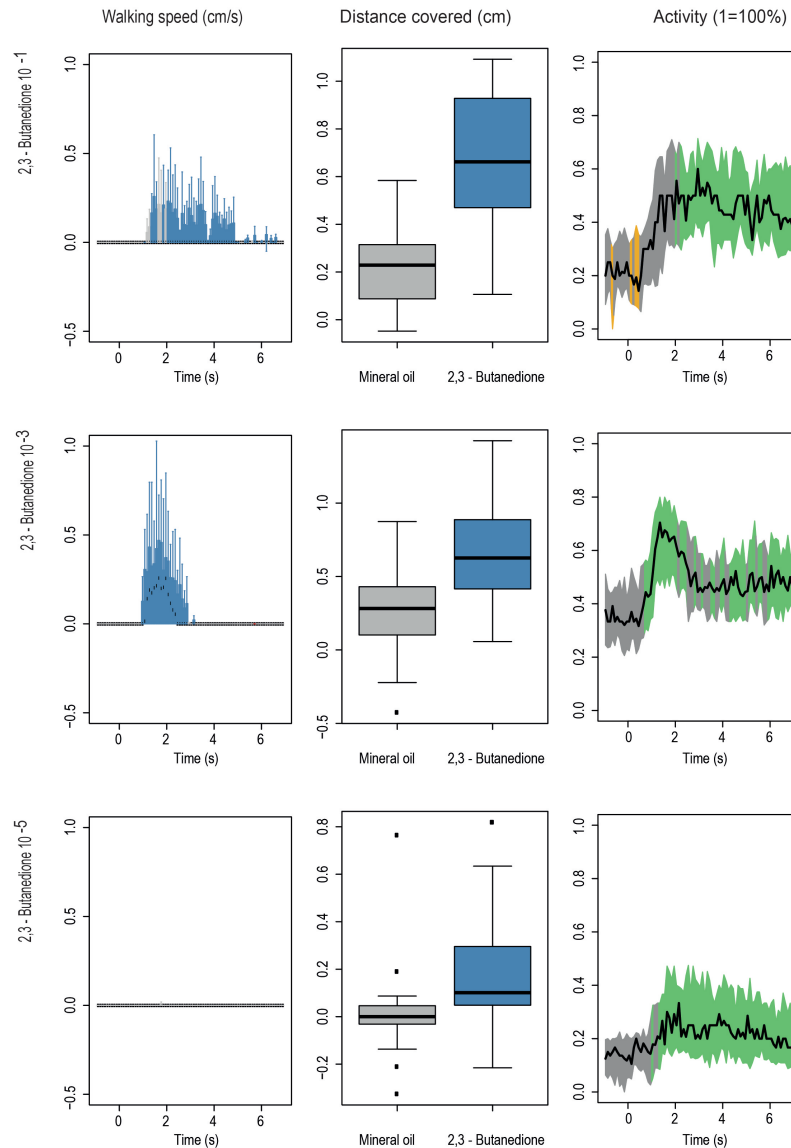 Walking speed (cm/s) Distance covered (cm) Activity (1=100%)
2,3 - Butanedione 10 -1
1.0
0.5
0.0
−0.5
0 2 4 6
Time (s)
1.0
0.8
0.6
0.4
0.2
0.0
Mineral oil 2,3 - Butanedione
1.0
0.8
0.6
0.4
0.2
0.0
0 2 4 6
Time (s)
2,3 - Butanedione 10 -3
1.0
0.5
0.0
−0.5
0 2 4 6
Time (s)
1.0
0.5
0.0
−0.5
Mineral oil 2,3 - Butanedione
1.0
0.8
0.6
0.4
0.2
0.0
0 2 4 6
Time (s)
2,3 - Butanedione 10 -5
1.0
0.5
0.0
−0.5
0 2 4 6
Time (s)
0.8
0.6
0.4
0.2
0.0
−0.2
Mineral oil 2,3 - Butanedione
1.0
0.8
0.6
0.4
0.2
0.0
0 2 4 6
Time (s)